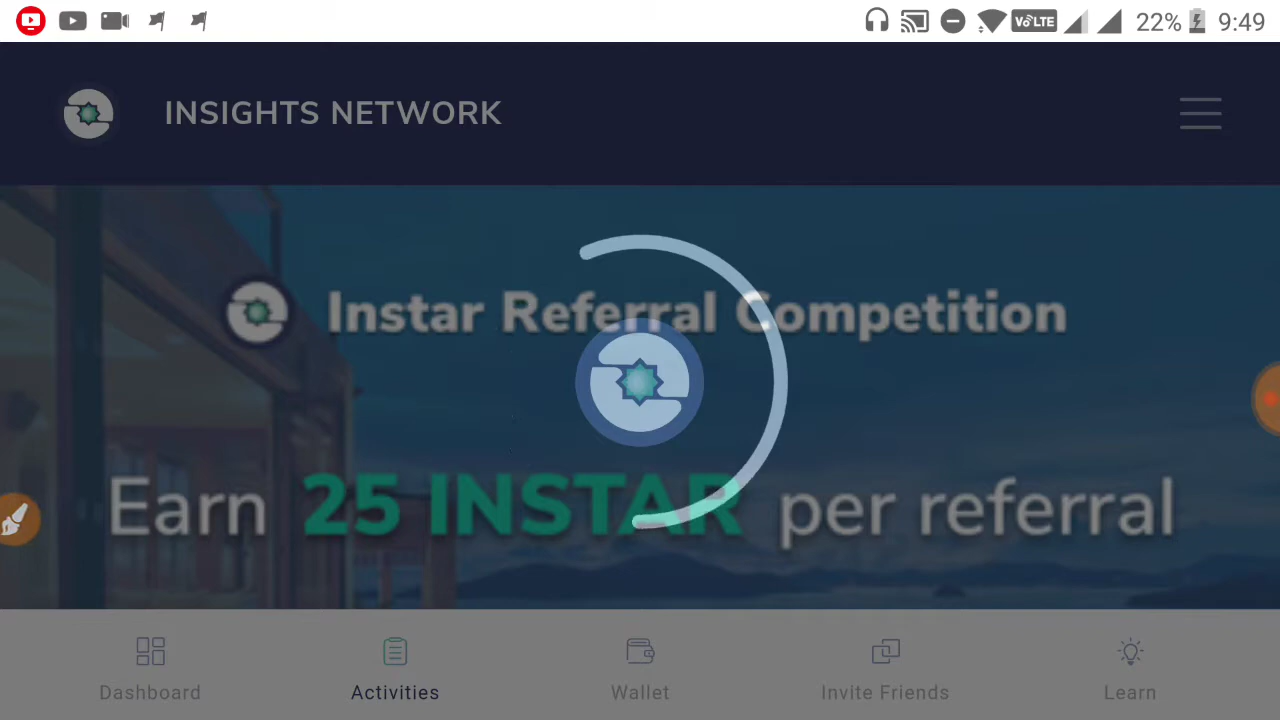 VoLTE 22% 9:49
INSIGHTS NETWORK
Instar Referral Competition
Earn 25 INSTAR per referral
Dashboard Activities Wallet Invite Friends Learn